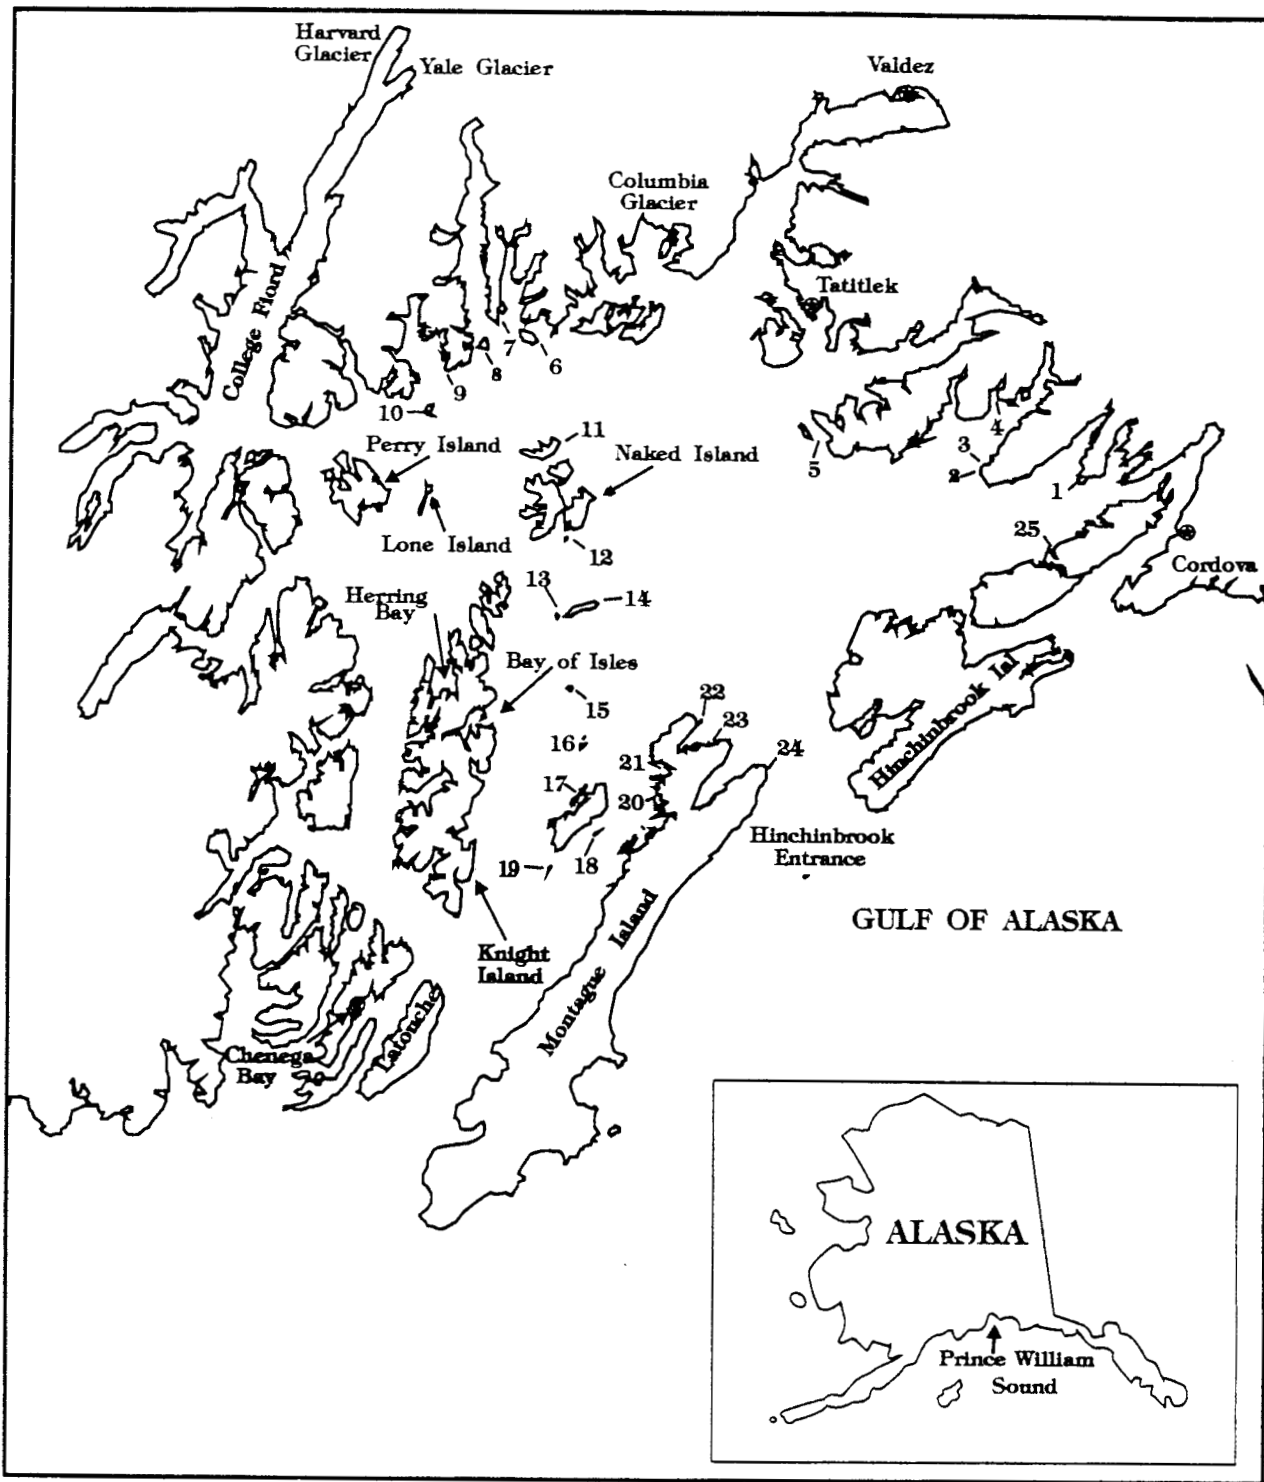 Harvard
Glacier
Yale Glacier
Valdez
Columbia
Glacier
College Fiord
Tatitlek
7
6
8
9
10
11
Perry Island
Naked Island
Lone Island
12
5
3
4
2
1
25
Cordova
13
14
Herring
Bay
Bay of Isles
15
16
22
23
24
21
17
20
18
19
Hinchinbrook Isl
Hinchinbrook
Entrance
GULF OF ALASKA
Knight
Island
Montague Island
Latouche
Chenega
Bay
ALASKA
Prince William
Sound